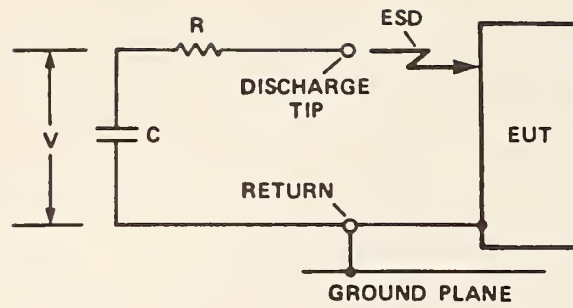 ESD
R
DISCHARGE
TIP
V
C
EUT
RETURN
GROUND PLANE